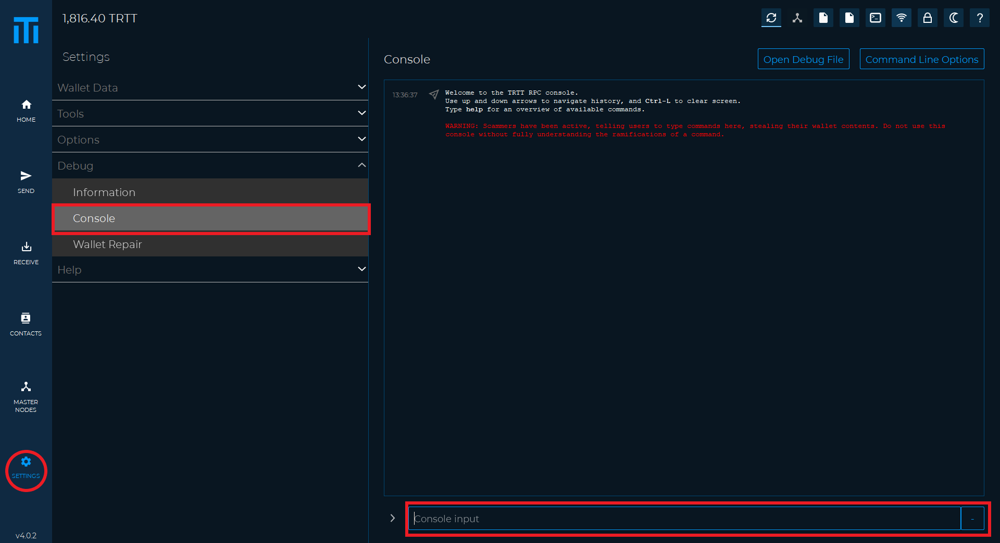 1,816.40 TRTT
HOME
SEND
RECEIVE
CONTACTS
MASTER
NODES
SETTINGS
v4.0.2
Settings
Wallet Data
Tools
Options
Debug
Information
Console
Wallet Repair
Help
Console
Open Debug File
Command Line Options
13:36:37
Welcome to the TRTT RPC console.
Use up and down arrows to navigate history, and Ctrl-L to clear screen.
Type help for an overview of available commands.
WARNING: Scammers have been active, telling users to type commands here, stealing their wallet contents. Do not use this
console without fully understanding the ramifications of a command.
Console input
-